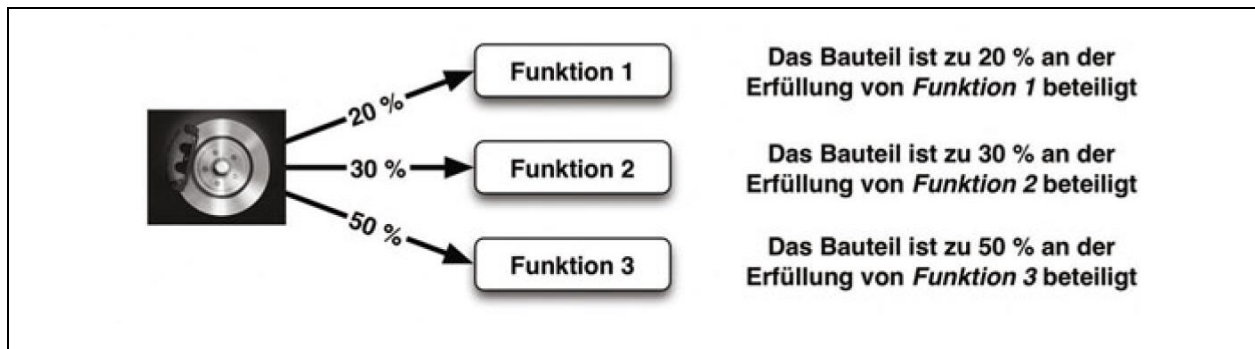 20 %
30 %
50 %
Funktion 1
Funktion 2
Funktion 3
Das Bauteil ist zu 20 % an der
Erfüllung von Funktion 1 beteiligt
Das Bauteil ist zu 30 % an der
Erfüllung von Funktion 2 beteiligt
Das Bauteil ist zu 50 % an der
Erfüllung von Funktion 3 beteiligt